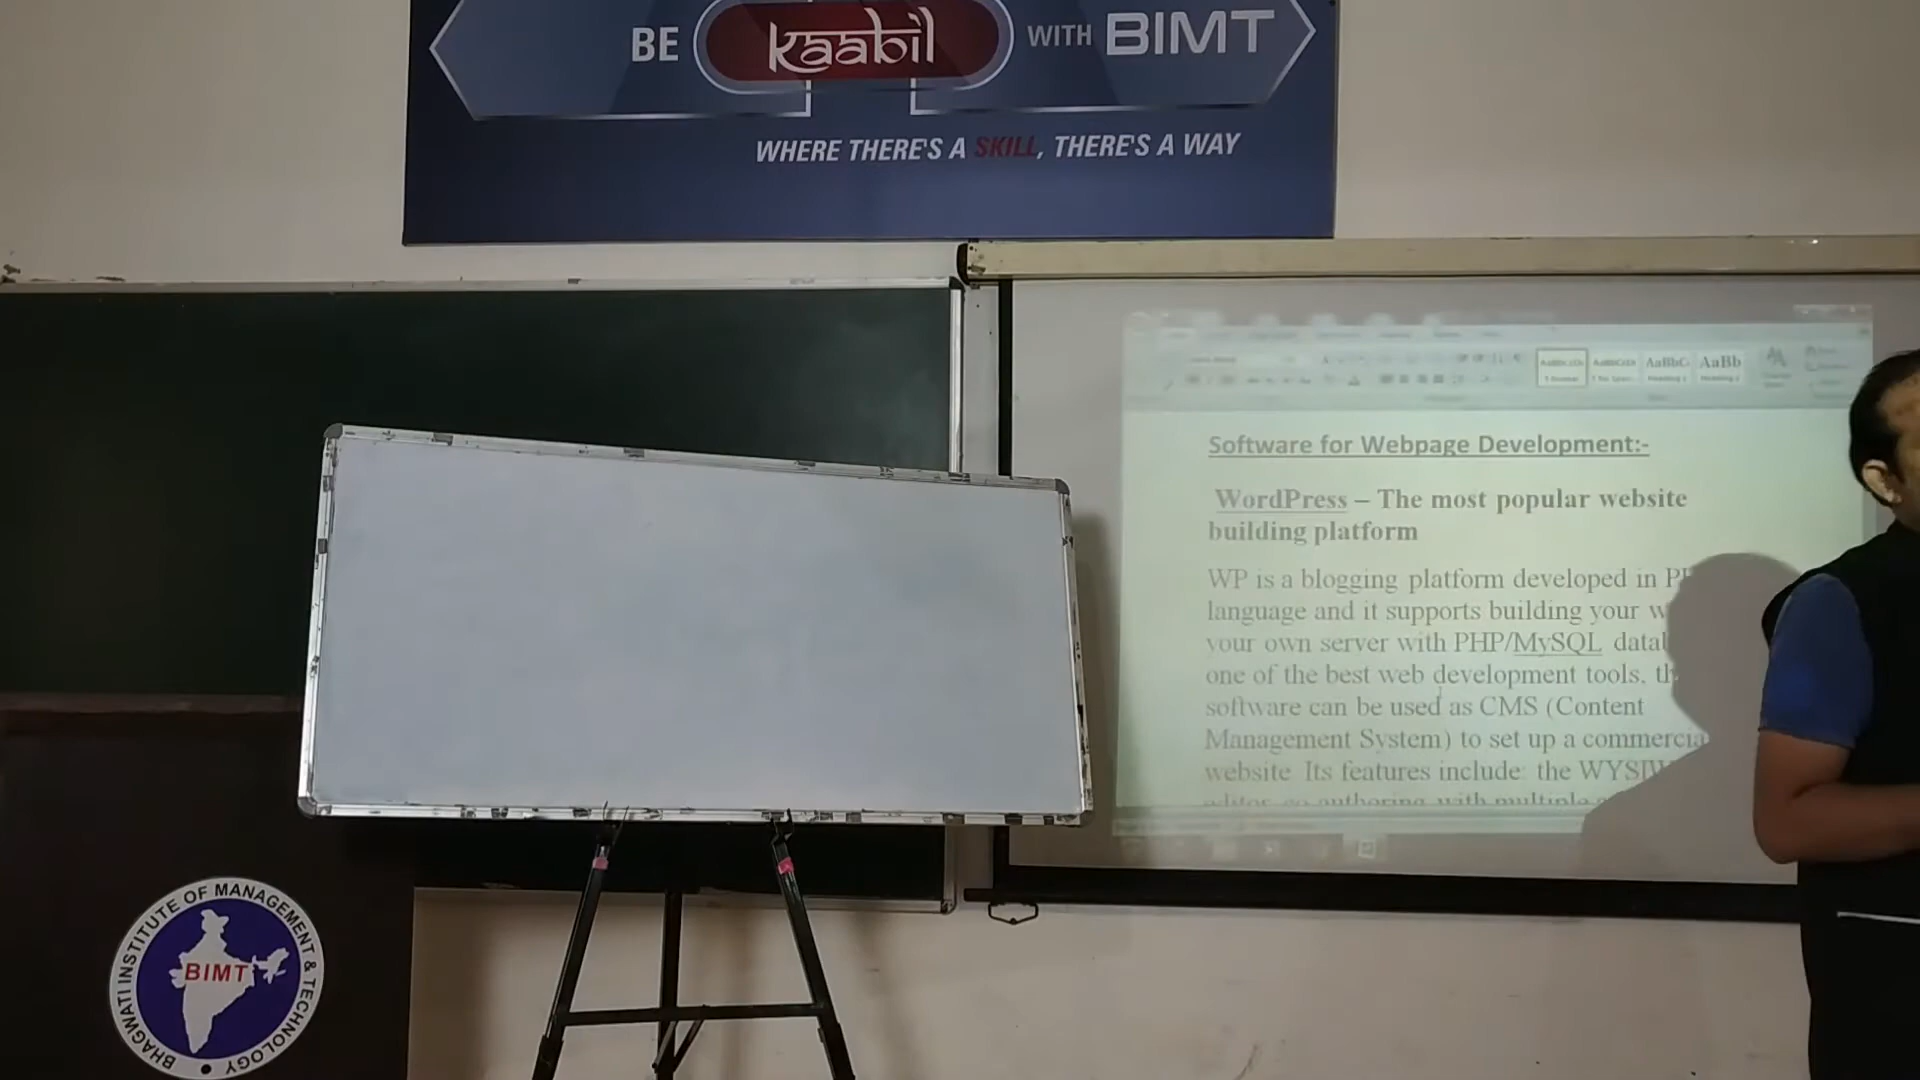 BE kaabil WITH BIMT
WHERE THERE'S A SKILL, THERE'S A WAY
AaBbC AaBb
Software for Webpage Development:-
WordPress – The most popular website
building platform
WP is a blogging platform developed in
language and it supports building your
your own server with PHP/MySQL
one of the best web development tools,
software can be used as CMS (Content
Management System) to set up a commercia
website Its features include: the
BHAGWATI INSTITUTE OF MANAGEMENT & TECHNOLOGY
BIMT